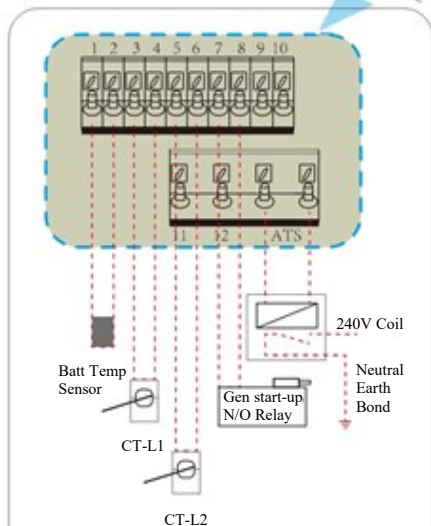 1 2 3 4 5 6 7 8 9 10
11 12 ATS
240V Coil
Batt Temp
Sensor
Gen start-up
N/O Relay
Neutral
Earth
Bond
CT-L1
CT-L2